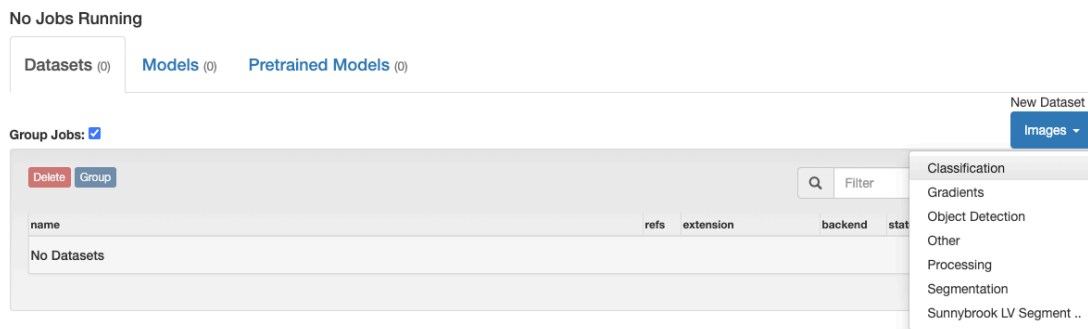 No Jobs Running
Datasets (0) Models (0) Pretrained Models (0)
New Dataset
Images
Group Jobs:
Delete Group
Filter
name refs extension backend stat
No Datasets
Classification
Gradients
Object Detection
Other
Processing
Segmentation
Sunnybrook LV Segment ..